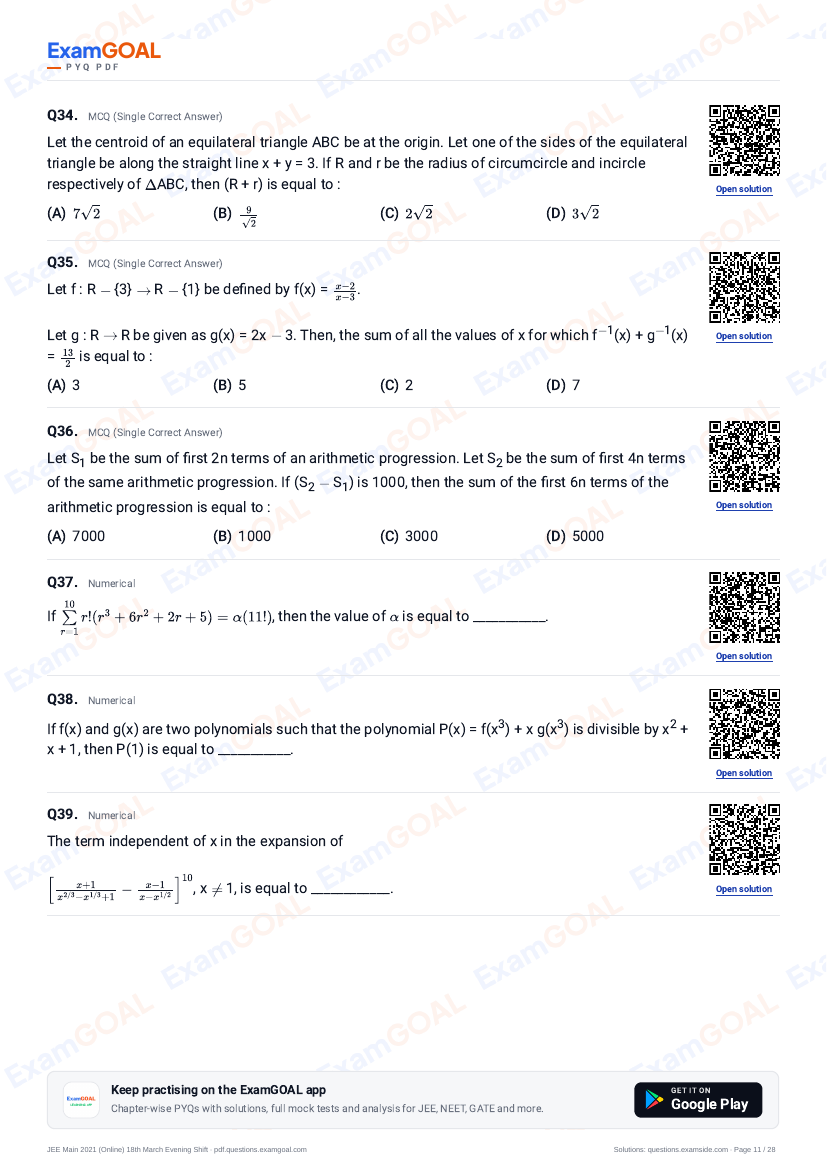 ExamGOAL
PYQ PDF
Q34. MCQ (Single Correct Answer)
Let the centroid of an equilateral triangle ABC be at the origin. Let one of the sides of the equilateral
triangle be along the straight line x + y = 3. If R and r be the radius of circumcircle and incircle
respectively of ΔABC, then (R + r) is equal to :
(A) 7√2 (B) 9/√2 (C) 2√2 (D) 3√2
Open solution
Q35. MCQ (Single Correct Answer)
Let f : R − {3} → R − {1} be defined by f(x) = (x−2)/(x−3).
Let g : R → R be given as g(x) = 2x − 3. Then, the sum of all the values of x for which f⁻¹(x) + g⁻¹(x)
= 13/2 is equal to :
(A) 3 (B) 5 (C) 2 (D) 7
Open solution
Q36. MCQ (Single Correct Answer)
Let S₁ be the sum of first 2n terms of an arithmetic progression. Let S₂ be the sum of first 4n terms
of the same arithmetic progression. If (S₂ − S₁) is 1000, then the sum of the first 6n terms of the
arithmetic progression is equal to :
(A) 7000 (B) 1000 (C) 3000 (D) 5000
Open solution
Q37. Numerical
If ∑_{r=1}^{10} r!(r³ + 6r² + 2r + 5) = α(11!), then the value of α is equal to ___________.
Open solution
Q38. Numerical
If f(x) and g(x) are two polynomials such that the polynomial P(x) = f(x³) + x g(x³) is divisible by x² +
x + 1, then P(1) is equal to ___________.
Open solution
Q39. Numerical
The term independent of x in the expansion of
[(x+1)/(x^{2/3}−x^{1/3}+1) − (x−1)/(x−x^{1/2})]^{10}, x ≠ 1, is equal to ____________.
Open solution
Keep practising on the ExamGOAL app
Chapter-wise PYQs with solutions, full mock tests and analysis for JEE, NEET, GATE and more.
GET IT ON
Google Play
JEE Main 2021 (Online) 18th March Evening Shift · pdf.questions.examgoal.com
Solutions: questions.examside.com · Page 11 / 28